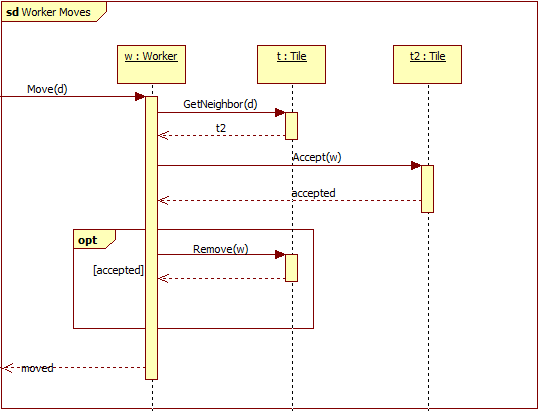 sd Worker Moves
w : Worker
t : Tile
t2 : Tile
Move(d)
GetNeighbor(d)
t2
Accept(w)
accepted
opt
Remove(w)
[accepted]
moved